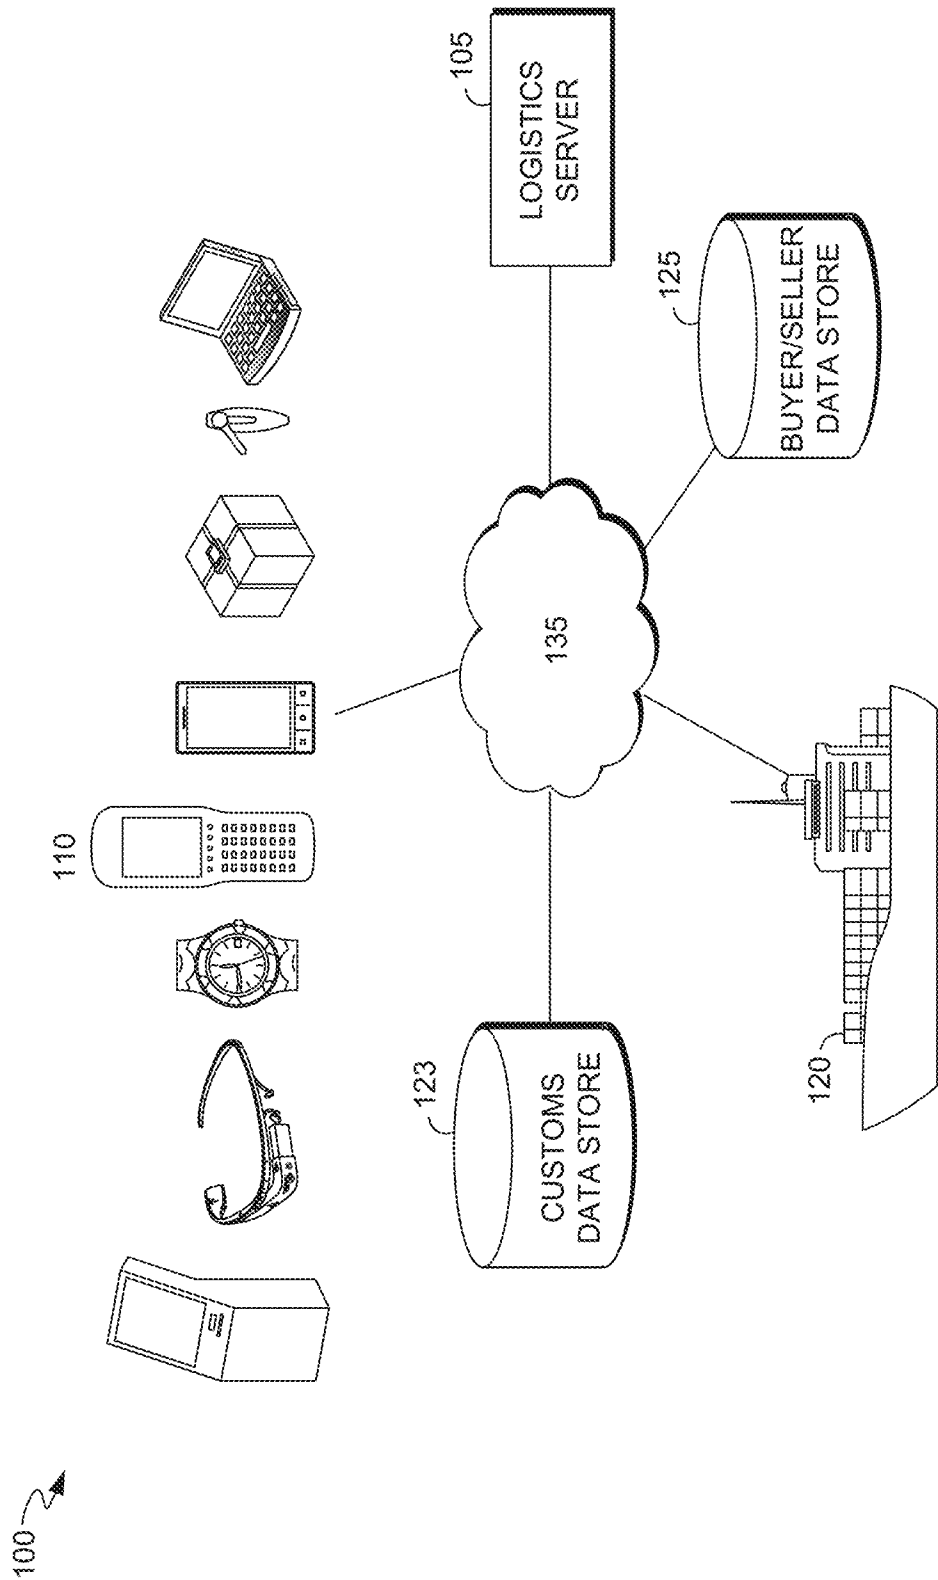 100
110
123
CUSTOMS
DATA STORE
135
105
LOGISTICS
SERVER
120
125
BUYER/SELLER
DATA STORE